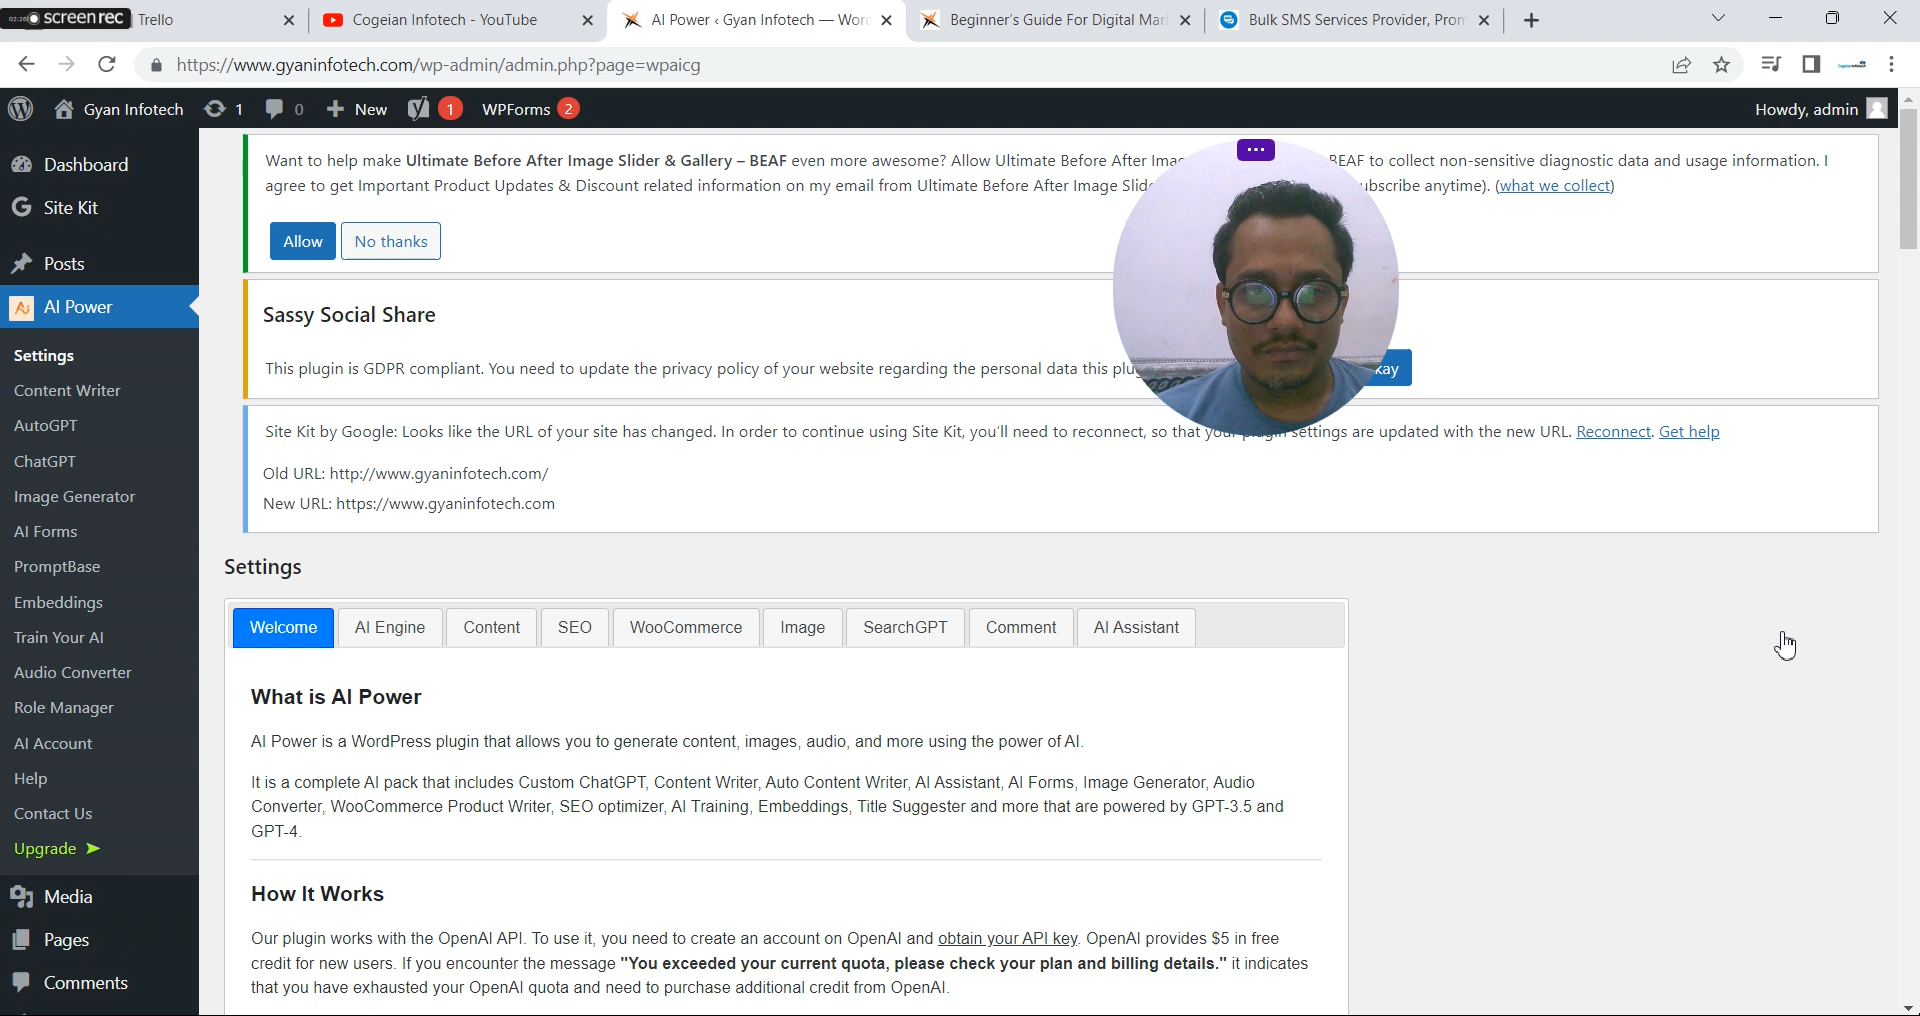 02:26 screen rec Trello
Cogeian Infotech - YouTube
AI Power ‹ Gyan Infotech — Wor
Beginner's Guide For Digital Mar
Bulk SMS Services Provider, Pro
https://www.gyaninfotech.com/wp-admin/admin.php?page=wpaicg
Gyan Infotech 1 0 New 1 WPForms 2
Howdy, admin
Dashboard
Site Kit
Posts
AI Power
Settings
Content Writer
AutoGPT
ChatGPT
Image Generator
AI Forms
PromptBase
Embeddings
Train Your AI
Audio Converter
Role Manager
AI Account
Help
Contact Us
Upgrade ➤
Media
Pages
Comments
Want to help make Ultimate Before After Image Slider & Gallery – BEAF even more awesome? Allow Ultimate Before After Ima BEAF to collect non-sensitive diagnostic data and usage information. I
agree to get Important Product Updates & Discount related information on my email from Ultimate Before After Image Slid ubscribe anytime). (what we collect)
Allow No thanks
Sassy Social Share
This plugin is GDPR compliant. You need to update the privacy policy of your website regarding the personal data this plu kay
Site Kit by Google: Looks like the URL of your site has changed. In order to continue using Site Kit, you'll need to reconnect, so that your plugin settings are updated with the new URL. Reconnect. Get help
Old URL: http://www.gyaninfotech.com/
New URL: https://www.gyaninfotech.com
Settings
Welcome AI Engine Content SEO WooCommerce Image SearchGPT Comment AI Assistant
What is AI Power
AI Power is a WordPress plugin that allows you to generate content, images, audio, and more using the power of AI.
It is a complete AI pack that includes Custom ChatGPT, Content Writer, Auto Content Writer, AI Assistant, AI Forms, Image Generator, Audio
Converter, WooCommerce Product Writer, SEO optimizer, AI Training, Embeddings, Title Suggester and more that are powered by GPT-3.5 and
GPT-4.
How It Works
Our plugin works with the OpenAI API. To use it, you need to create an account on OpenAI and obtain your API key. OpenAI provides $5 in free
credit for new users. If you encounter the message "You exceeded your current quota, please check your plan and billing details." it indicates
that you have exhausted your OpenAI quota and need to purchase additional credit from OpenAI.